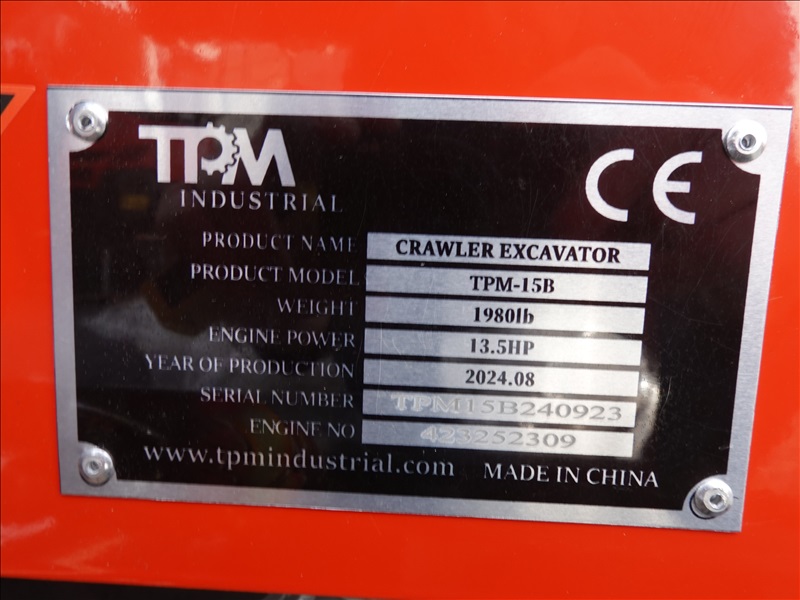 TPM
INDUSTRIAL
CE
PRODUCT NAME CRAWLER EXCAVATOR
PRODUCT MODEL TPM-15B
WEIGHT 1980lb
ENGINE POWER 13.5HP
YEAR OF PRODUCTION 2024.08
SERIAL NUMBER TPM15B240923
ENGINE NO 423252309
www.tpmindustrial.com MADE IN CHINA